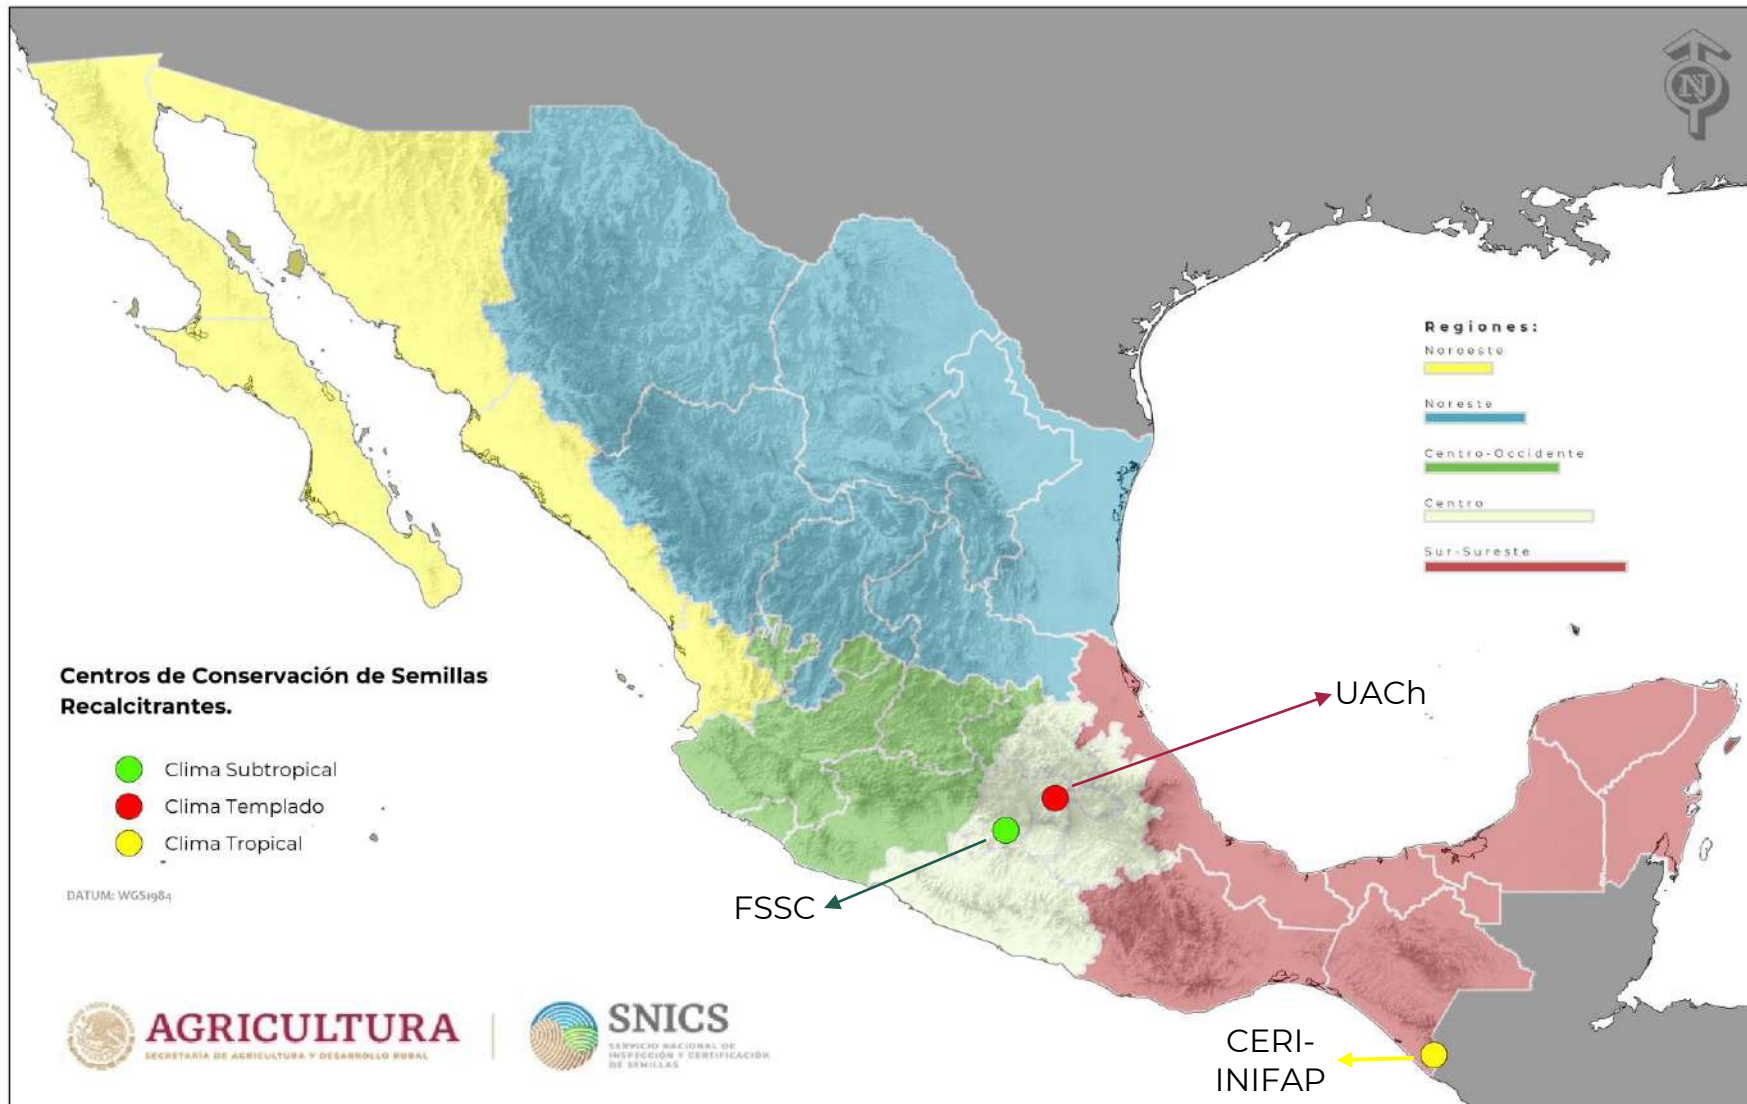 N
Regiones:
Noroeste
Noreste
Centro-Occidente
Centro
Sur-Sureste
UACh
FSSC
CERI-
INIFAP
Centros de Conservación de Semillas
Recalcitrantes.
Clima Subtropical
Clima Templado
Clima Tropical
DATUM: WGS1984
AGRICULTURA
SECRETARÍA DE AGRICULTURA Y DESARROLLO RURAL
SNICS
SERVICIO NACIONAL DE
INSPECCIÓN Y CERTIFICACIÓN
DE SEMILLAS